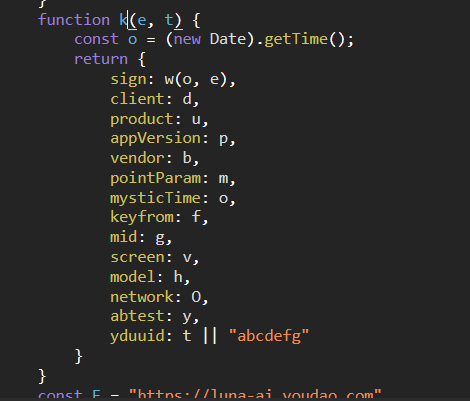 }
function k(e, t) {
const o = (new Date).getTime();
return {
sign: w(o, e),
client: d,
product: u,
appVersion: p,
vendor: b,
pointParam: m,
mysticTime: o,
keyfrom: f,
mid: g,
screen: v,
model: h,
network: O,
abtest: y,
yduuid: t || "abcdefg"
}
}
const E = "https://luna-ai.youdao.com"